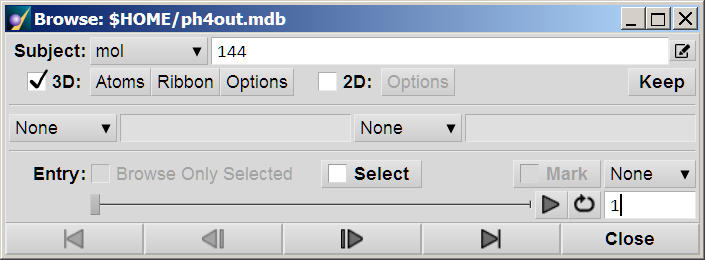 Browse: $HOME/ph4out.mdb
Subject: mol 144
3D: Atoms Ribbon Options 2D: Options Keep
None None
Entry: Browse Only Selected Select Mark None
1
Close